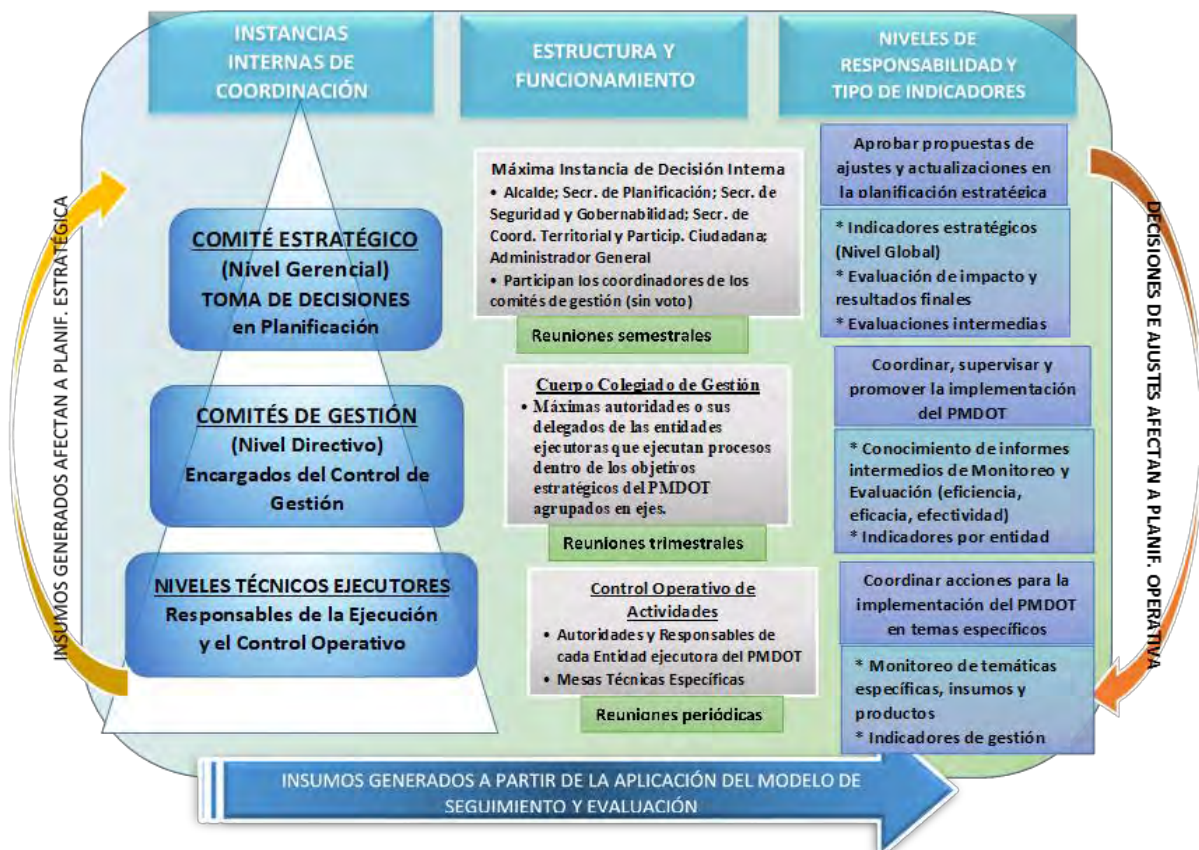 INSTANCIAS
INTERNAS DE
COORDINACIÓN
ESTRUCTURA Y
FUNCIONAMIENTO
NIVELES DE
RESPONSABILIDAD Y
TIPO DE INDICADORES
INSUMOS GENERADOS AFECTAN A PLANIF. ESTRATÉGICA
COMITÉ ESTRATÉGICO
(Nivel Gerencial)
TOMA DE DECISIONES
en Planificación
Máxima Instancia de Decisión Interna
• Alcalde; Secr. de Planificación; Secr. de
Seguridad y Gobernabilidad; Secr. de
Coord. Territorial y Particip. Ciudadana;
Administrador General
• Participan los coordinadores de los
comités de gestión (sin voto)
Reuniones semestrales
Aprobar propuestas de
ajustes y actualizaciones en
la planificación estratégica
* Indicadores estratégicos
(Nivel Global)
* Evaluación de impacto y
resultados finales
* Evaluaciones intermedias
COMITÉS DE GESTIÓN
(Nivel Directivo)
Encargados del Control de
Gestión
Cuerpo Colegiado de Gestión
• Máximas autoridades o sus
delegados de las entidades
ejecutoras que ejecutan procesos
dentro de los objetivos
estratégicos del PMDOT
agrupados en ejes.
Reuniones trimestrales
Coordinar, supervisar y
promover la implementación
del PMDOT
* Conocimiento de informes
intermedios de Monitoreo y
Evaluación (eficiencia,
eficacia, efectividad)
* Indicadores por entidad
NIVELES TÉCNICOS EJECUTORES
Responsables de la Ejecución
y el Control Operativo
Control Operativo de
Actividades
• Autoridades y Responsables de
cada Entidad ejecutora del PMDOT
• Mesas Técnicas Específicas
Reuniones periódicas
Coordinar acciones para la
implementación del PMDOT
en temas específicos
* Monitoreo de temáticas
específicas, insumos y
productos
* Indicadores de gestión
DECISIONES DE AJUSTES AFECTAN A PLANIF. OPERATIVA
INSUMOS GENERADOS A PARTIR DE LA APLICACIÓN DEL MODELO DE
SEGUIMIENTO Y EVALUACIÓN